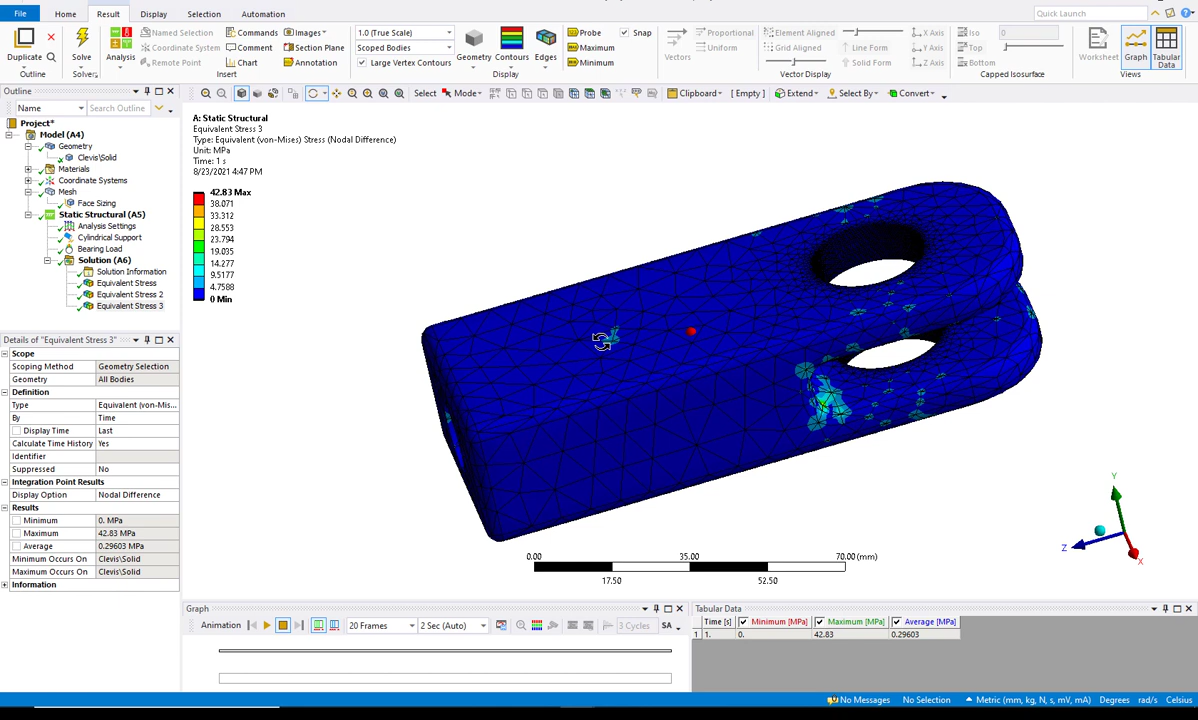 File Home Result Display Selection Automation Quick Launch
Duplicate Outline
Solve Solver
Analysis
Named Selection Commands Images
Coordinate System Comment Section Plane
Remote Point Chart Annotation
Insert
1.0 (True Scale)
Scoped Bodies
Large Vertex Contours
Geometry Contours Edges
Probe Snap
Maximum
Minimum
Display
Vectors
Proportional Element Aligned Line Form X Axis
Uniform Grid Aligned Y Axis
Solid Form Z Axis
Vector Display
Iso 0
Top
Bottom
Capped Isosurface
Worksheet Graph Tabular Data
Views
Outline
Name Search Outline
Select Mode Clipboard [ Empty ] Extend Select By Convert
Project*
Model (A4)
Geometry
Clevis\Solid
Materials
Coordinate Systems
Mesh
Face Sizing
Static Structural (A5)
Analysis Settings
Cylindrical Support
Bearing Load
Solution (A6)
Solution Information
Equivalent Stress
Equivalent Stress 2
Equivalent Stress 3
Details of "Equivalent Stress 3"
Scope
Scoping Method Geometry Selection
Geometry All Bodies
Definition
Type Equivalent (von-Mis...
By Time
Display Time Last
Calculate Time History Yes
Identifier
Suppressed No
Integration Point Results
Display Option Nodal Difference
Results
Minimum 0. MPa
Maximum 42.83 MPa
Average 0.29603 MPa
Minimum Occurs On Clevis\Solid
Maximum Occurs On Clevis\Solid
Information
A: Static Structural
Equivalent Stress 3
Type: Equivalent (von-Mises) Stress (Nodal Difference)
Unit: MPa
Time: 1 s
8/23/2021 4:47 PM
42.83 Max
38.071
33.312
28.553
23.794
19.035
14.277
9.5177
4.7588
0 Min
0.00 35.00 70.00 (mm)
17.50 52.50
Y
Z
X
Graph
Animation 20 Frames 2 Sec (Auto) 3 Cycles SA
Tabular Data
Time [s] Minimum [MPa] Maximum [MPa] Average [MPa]
1 1. 0. 42.83 0.29603
No Messages No Selection Metric (mm, kg, N, s, mV, mA) Degrees rad/s Celsius